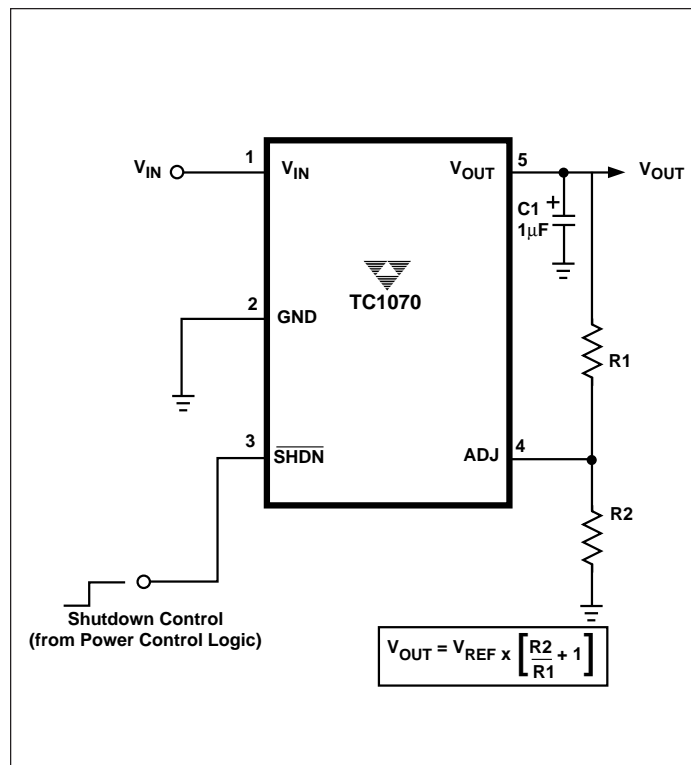 1
5
V_IN
V_IN
V_OUT
V_OUT
C1
+
1µF
TC1070
2
GND
R1
3
SHDN
ADJ
4
R2
Shutdown Control
(from Power Control Logic)
V_OUT = V_REF x [R2/R1 + 1]